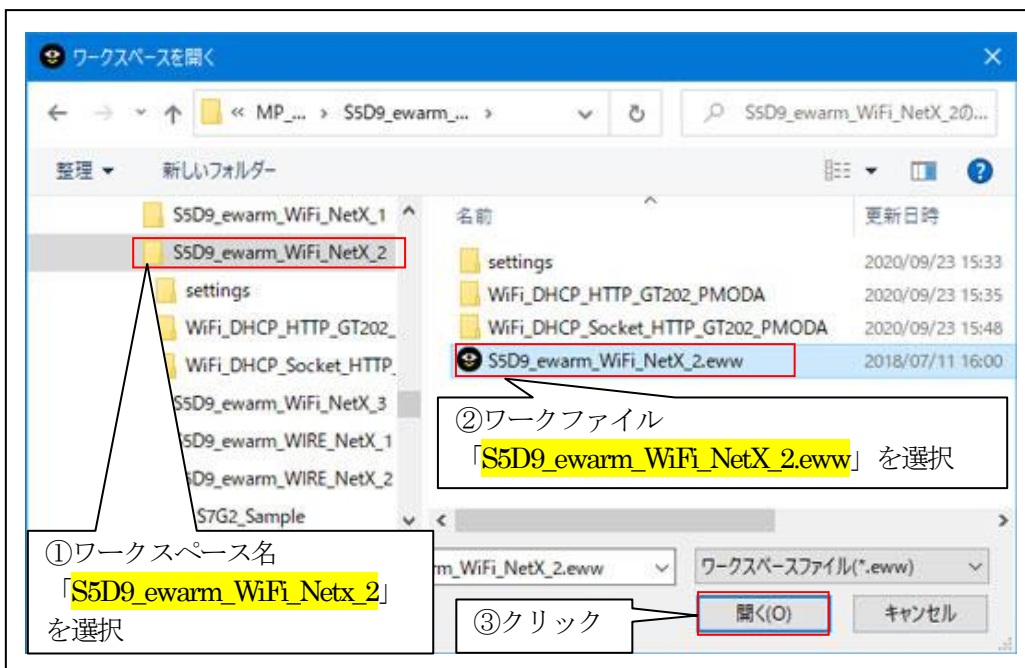 ワークスペースを開く
« MP_... › S5D9_ewarm_... ›
S5D9_ewarm_WiFi_NetX_2の...
整理
新しいフォルダー
S5D9_ewarm_WiFi_NetX_1
S5D9_ewarm_WiFi_NetX_2
settings
WiFi_DHCP_HTTP_GT202_
WiFi_DHCP_Socket_HTTP_
S5D9_ewarm_WiFi_NetX_3
S5D9_ewarm_WIRE_NetX_1
S5D9_ewarm_WIRE_NetX_2
S7G2_Sample
名前
更新日時
settings
2020/09/23 15:33
WiFi_DHCP_HTTP_GT202_PMODA
2020/09/23 15:35
WiFi_DHCP_Socket_HTTP_GT202_PMODA
2020/09/23 15:48
S5D9_ewarm_WiFi_NetX_2.eww
2018/07/11 16:00
②ワークファイル
「S5D9_ewarm_WiFi_NetX_2.eww」を選択
①ワークスペース名
「S5D9_ewarm_WiFi_Netx_2」
を選択
rm_WiFi_NetX_2.eww
ワークスペースファイル(*.eww)
③クリック
開く(O)
キャンセル